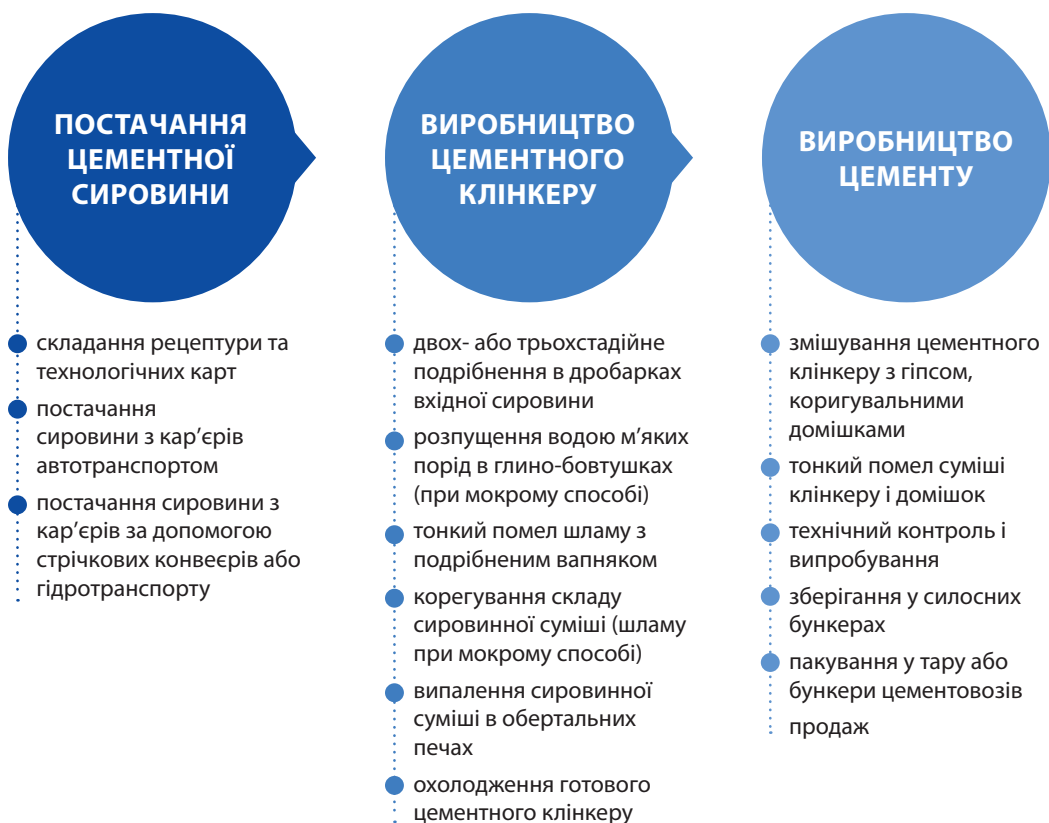 ПОСТАЧАННЯ
ЦЕМЕНТНОЇ
СИРОВИНИ
складання рецептури та
технологічних карт
постачання
сировини з кар’єрів
автотранспортом
постачання сировини з
кар’єрів за допомогою
стрічкових конвеєрів або
гідротранспорту
ВИРОБНИЦТВО
ЦЕМЕНТНОГО
КЛІНКЕРУ
двох- або трьохстадійне
подрібнення в дробарках
вхідної сировини
розпущення водою м’яких
порід в глино-бовтушках
(при мокрому способі)
тонкий помел шламу з
подрібненим вапняком
корегування складу
сировинної суміші (шламу
при мокрому способі)
випалення сировинної
суміші в обертальних
печах
охолодження готового
цементного клінкеру
ВИРОБНИЦТВО
ЦЕМЕНТУ
змішування цементного
клінкеру з гіпсом,
коригувальними
домішками
тонкий помел суміші
клінкеру і домішок
технічний контроль і
випробування
зберігання у силосних
бункерах
пакування у тару або
бункери цементовозів
продаж